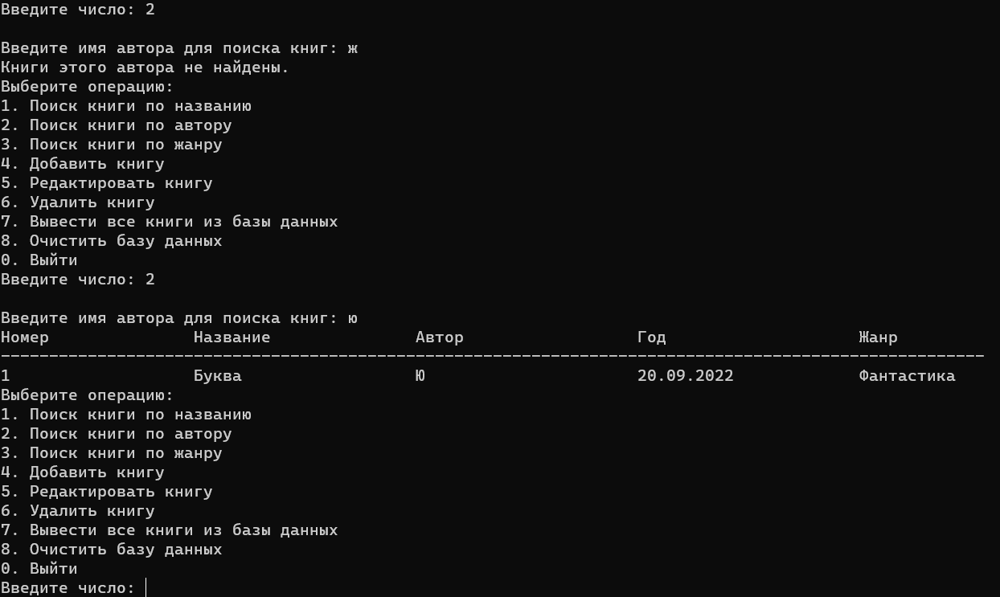 Введите число: 2
Введите имя автора для поиска книг: ж
Книги этого автора не найдены.
Выберите операцию:
1. Поиск книги по названию
2. Поиск книги по автору
3. Поиск книги по жанру
4. Добавить книгу
5. Редактировать книгу
6. Удалить книгу
7. Вывести все книги из базы данных
8. Очистить базу данных
0. Выйти
Введите число: 2
Введите имя автора для поиска книг: ю
Номер Название Автор Год Жанр
------------------------------------------------------------------------------------------------------
1 Буква Ю 20.09.2022 Фантастика
Выберите операцию:
1. Поиск книги по названию
2. Поиск книги по автору
3. Поиск книги по жанру
4. Добавить книгу
5. Редактировать книгу
6. Удалить книгу
7. Вывести все книги из базы данных
8. Очистить базу данных
0. Выйти
Введите число: